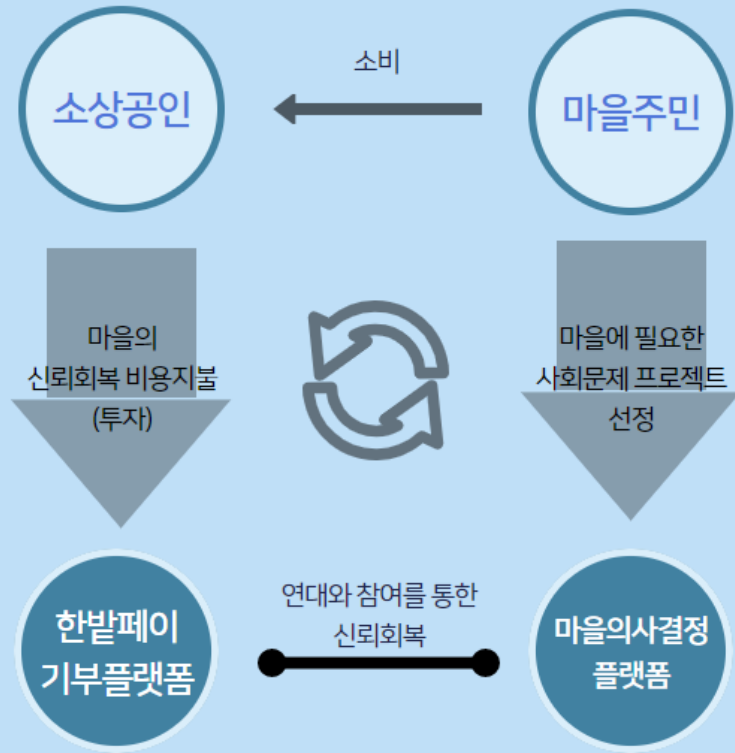 소비
소상공인
마을주민
마을의
신뢰회복 비용지불
(투자)
마을에 필요한
사회문제 프로젝트
선정
한밭페이
기부플랫폼
연대와 참여를 통한
신뢰회복
마을의사결정
플랫폼